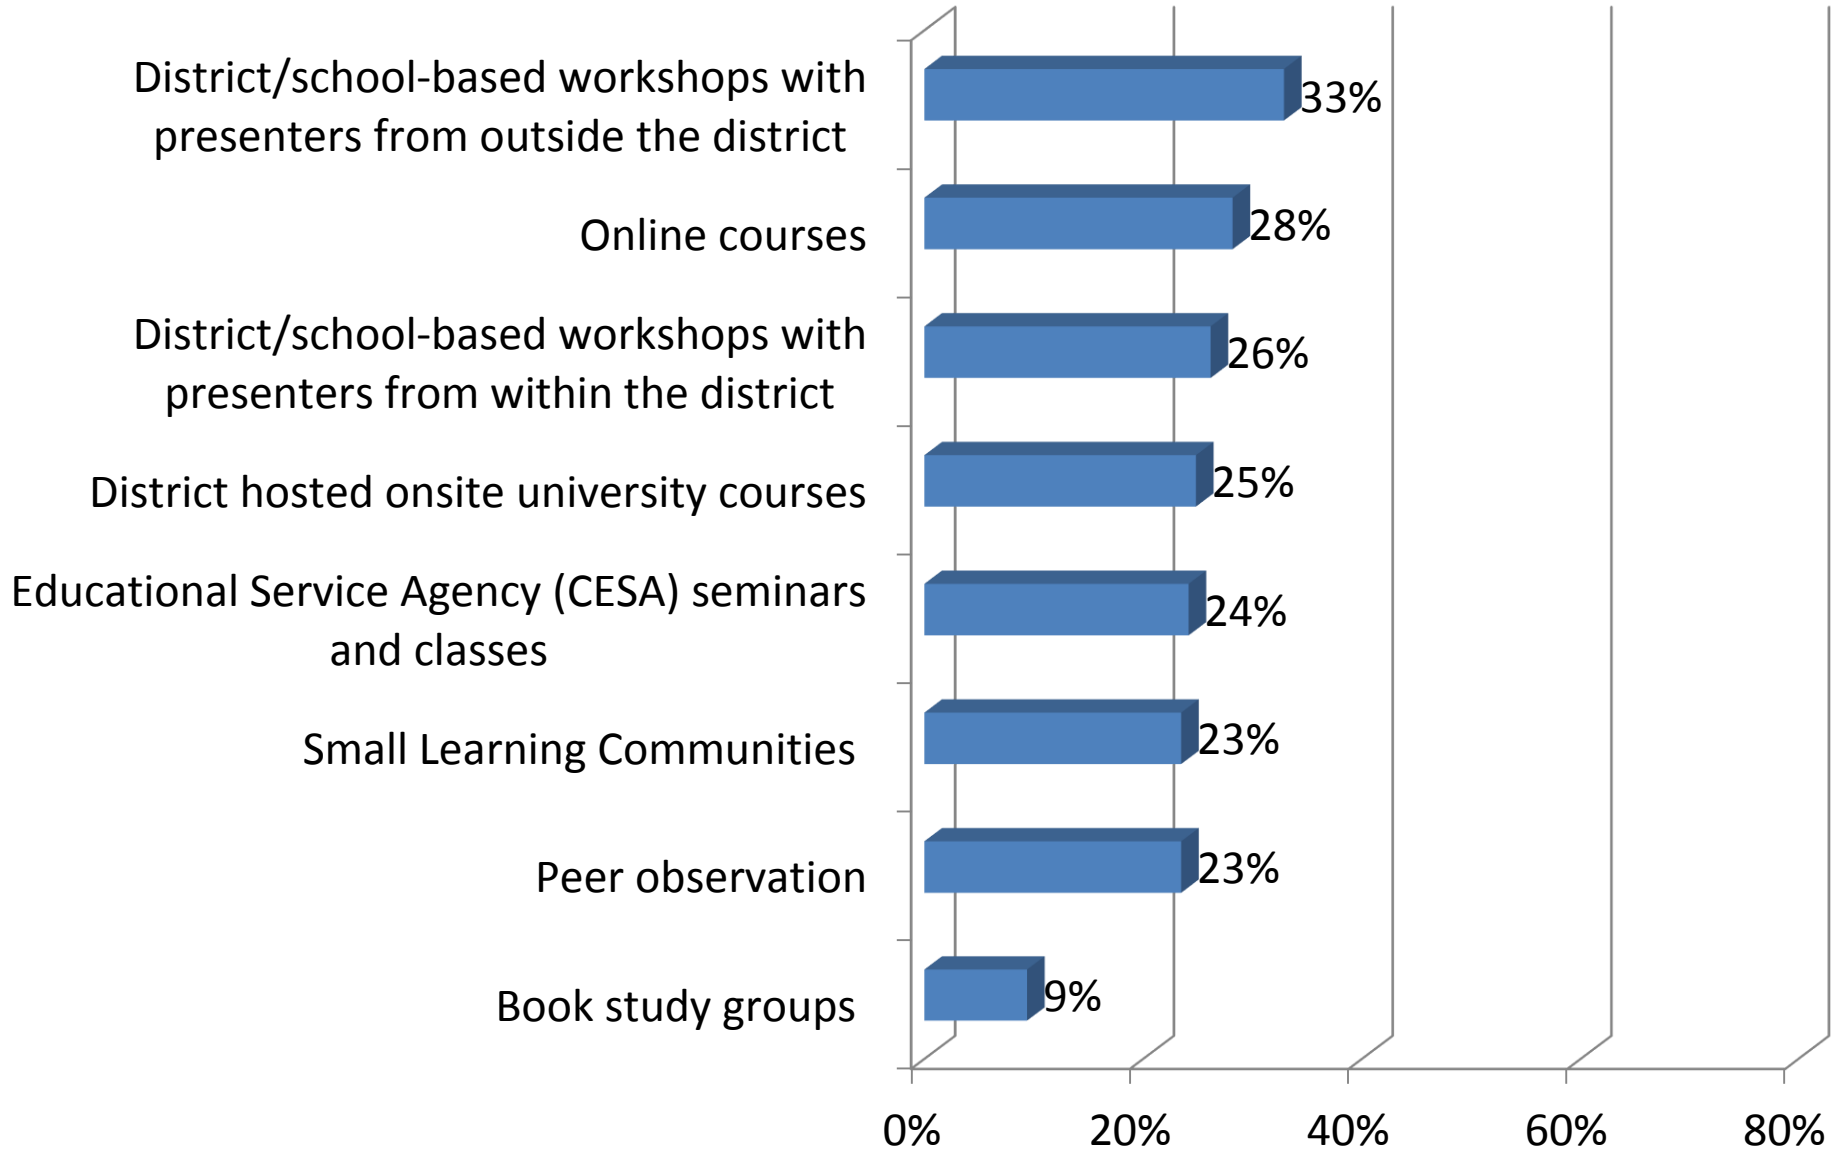 District/school-based workshops with
presenters from outside the district
33%
Online courses
28%
District/school-based workshops with
presenters from within the district
26%
District hosted onsite university courses
25%
Educational Service Agency (CESA) seminars
and classes
24%
Small Learning Communities
23%
Peer observation
23%
Book study groups
9%
0% 20% 40% 60% 80%